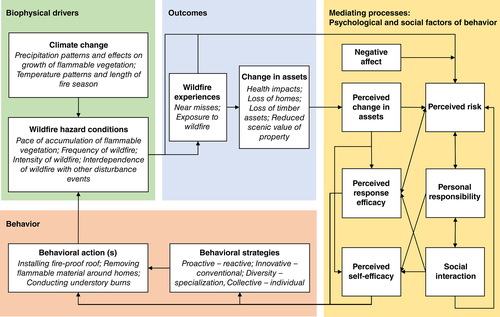 Biophysical drivers
Climate change
Precipitation patterns and effects on
growth of flammable vegetation;
Temperature patterns and length of
fire season
Wildfire hazard conditions
Pace of accumulation of flammable
vegetation; Frequency of wildfire;
Intensity of wildfire; Interdependence
of wildfire with other disturbance
events
Outcomes
Wildfire
experiences
Near misses;
Exposure to
wildfire
Change in assets
Health impacts;
Loss of homes;
Loss of timber
assets; Reduced
scenic value of
property
Mediating processes:
Psychological and social factors of behavior
Negative
affect
Perceived
change in
assets
Perceived risk
Perceived
response
efficacy
Personal
responsibility
Perceived
self-efficacy
Social
interaction
Behavior
Behavioral action (s)
Installing fire-proof roof; Removing
flammable material around homes;
Conducting understory burns
Behavioral strategies
Proactive – reactive; Innovative –
conventional; Diversity –
specialization, Collective – individual